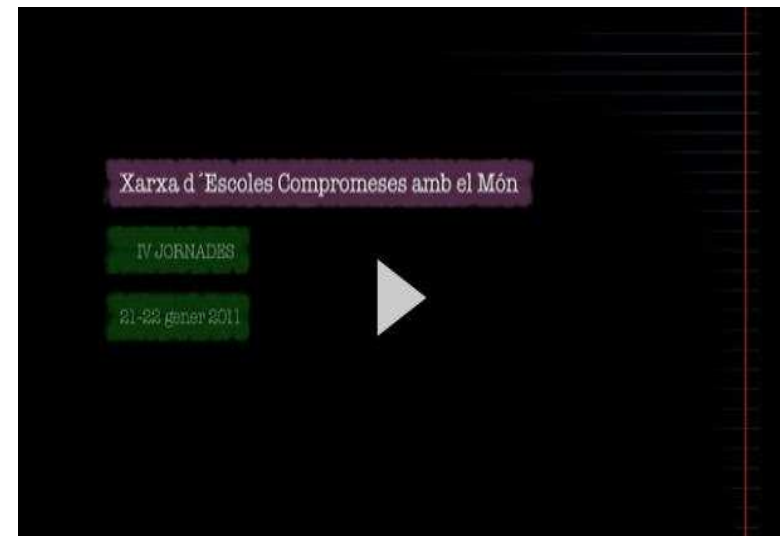 Xarxa d´Escoles Compromeses amb el Món
IV JORNADES
21-22 gener 2011